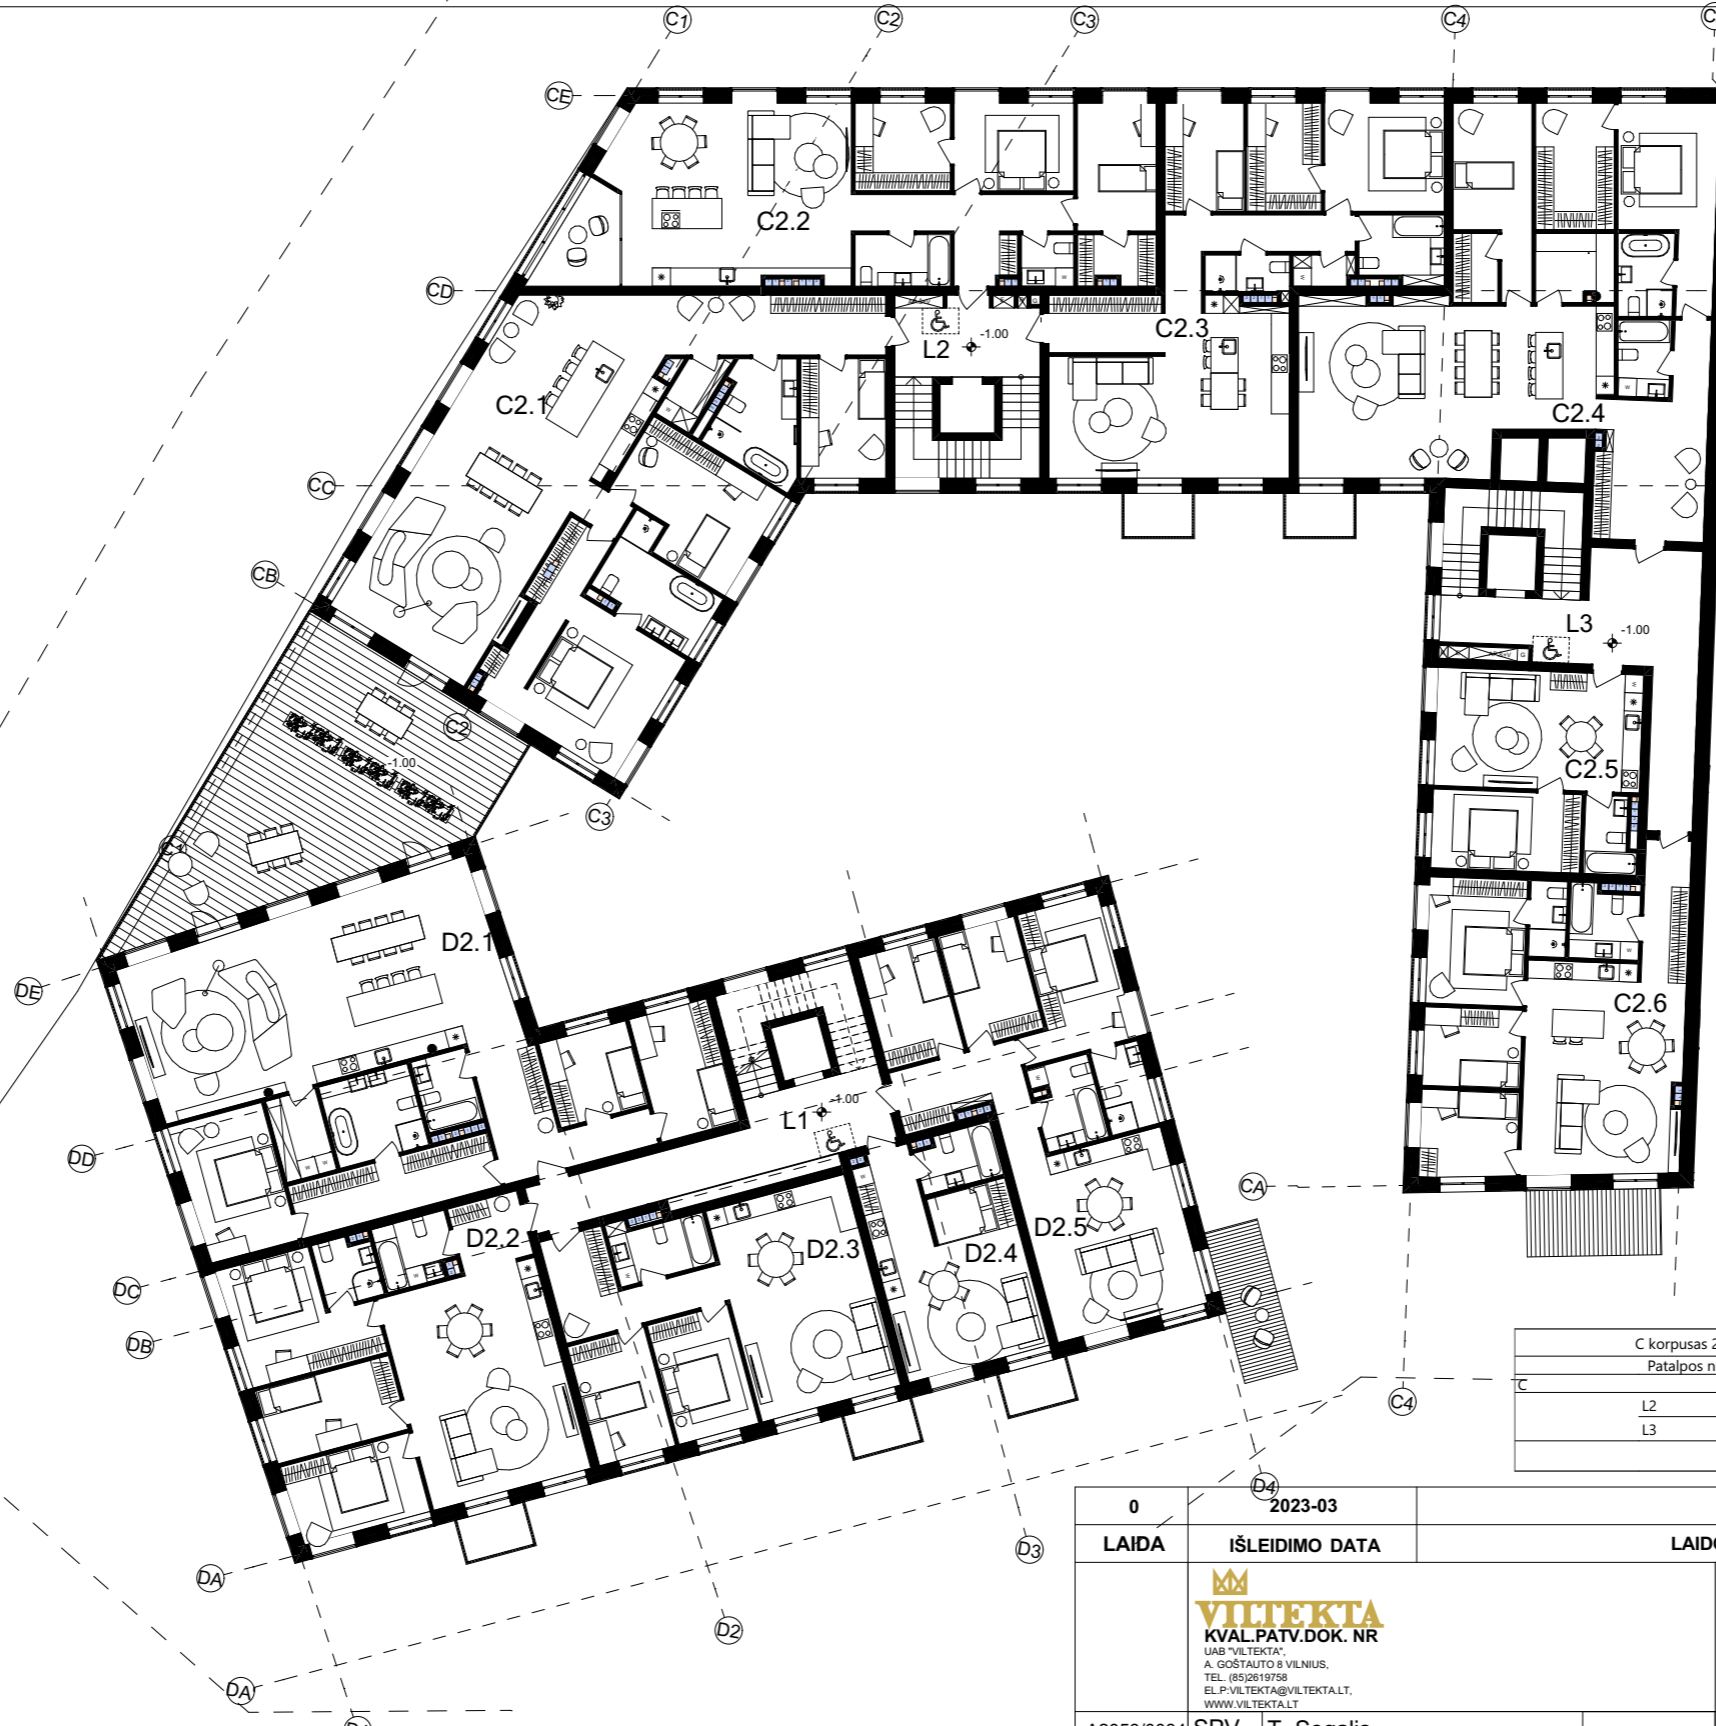 C1
C2
C3
C4
CE
C2.2
CD
L2
-1.00
C2.3
C2.1
C2.4
CC
CB
L3
-1.00
C2
-1.00
C2.5
C3
D2.1
DE
C2.6
L1
-1.00
DD
CA
D2.2
D2.3
D2.4
D2.5
DC
DB
C4
C korpusas 2
Patalpos n
C
L2
L3
D4
D3
DA
D2
DA
0
2023-03
LAIDA
IŠLEIDIMO DATA
VILTEKTA
KVAL.PATV.DOK. NR
UAB "VILTEKTA",
A. GOŠTAUTO 8 VILNIUS,
TEL. (85)2619758
EL.P:VILTEKTA@VILTEKTA.LT,
WWW.VILTEKTA.LT